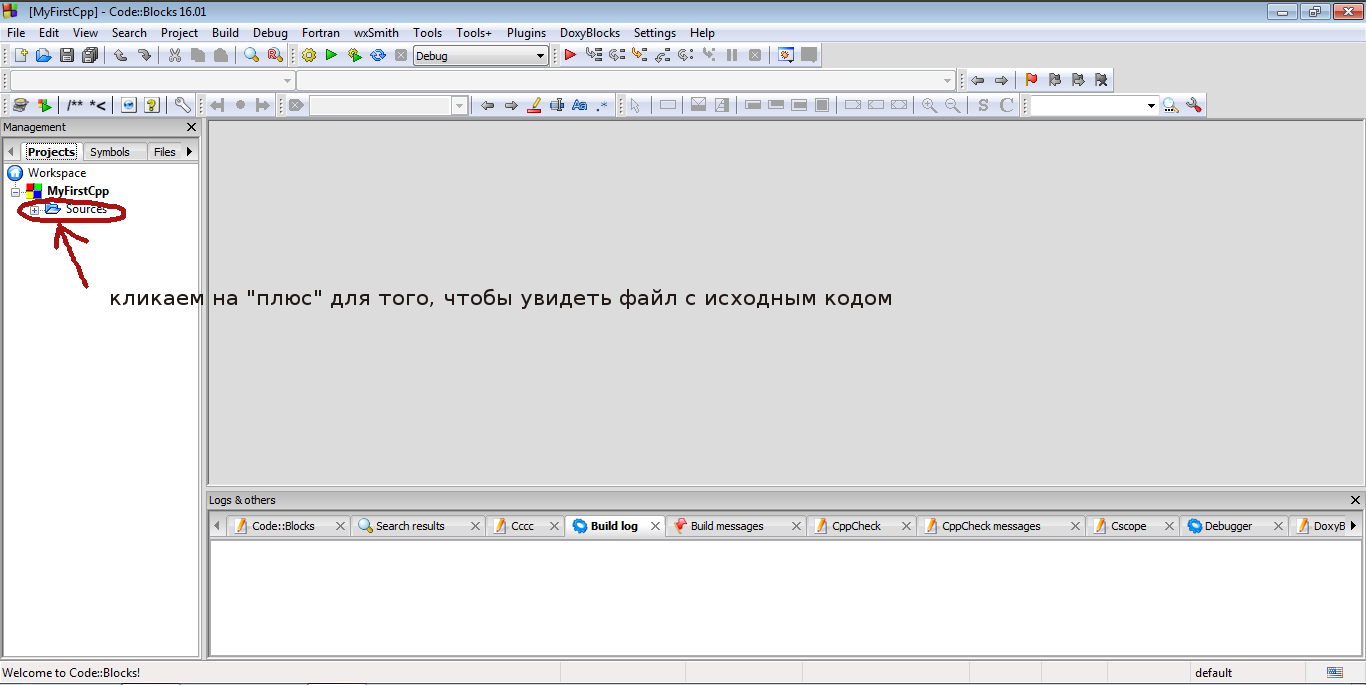 [MyFirstCpp] - Code::Blocks 16.01
File Edit View Search Project Build Debug Fortran wxSmith Tools Tools+ Plugins DoxyBlocks Settings Help
Debug
/** *< Aa .* S C
Management
Projects Symbols Files
Workspace
MyFirstCpp
Sources
кликаем на "плюс" для того, чтобы увидеть файл с исходным кодом
Logs & others
Code::Blocks Search results Cccc Build log Build messages CppCheck CppCheck messages Cscope Debugger DoxyB
Welcome to Code::Blocks! default